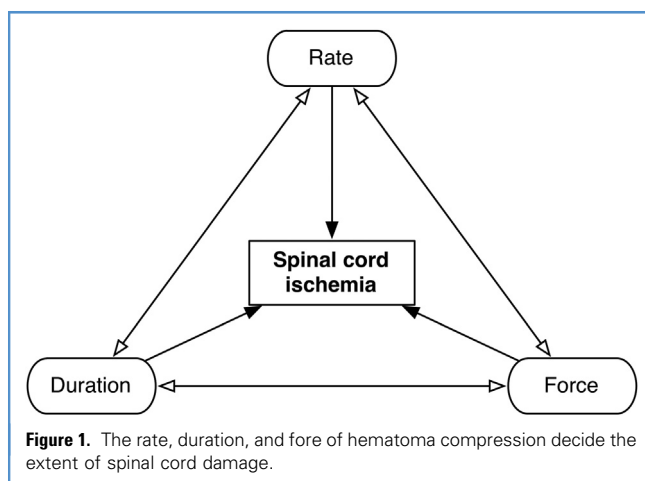 Rate
Spinal cord
ischemia
Duration
Force
Figure 1. The rate, duration, and fore of hematoma compression decide the
extent of spinal cord damage.